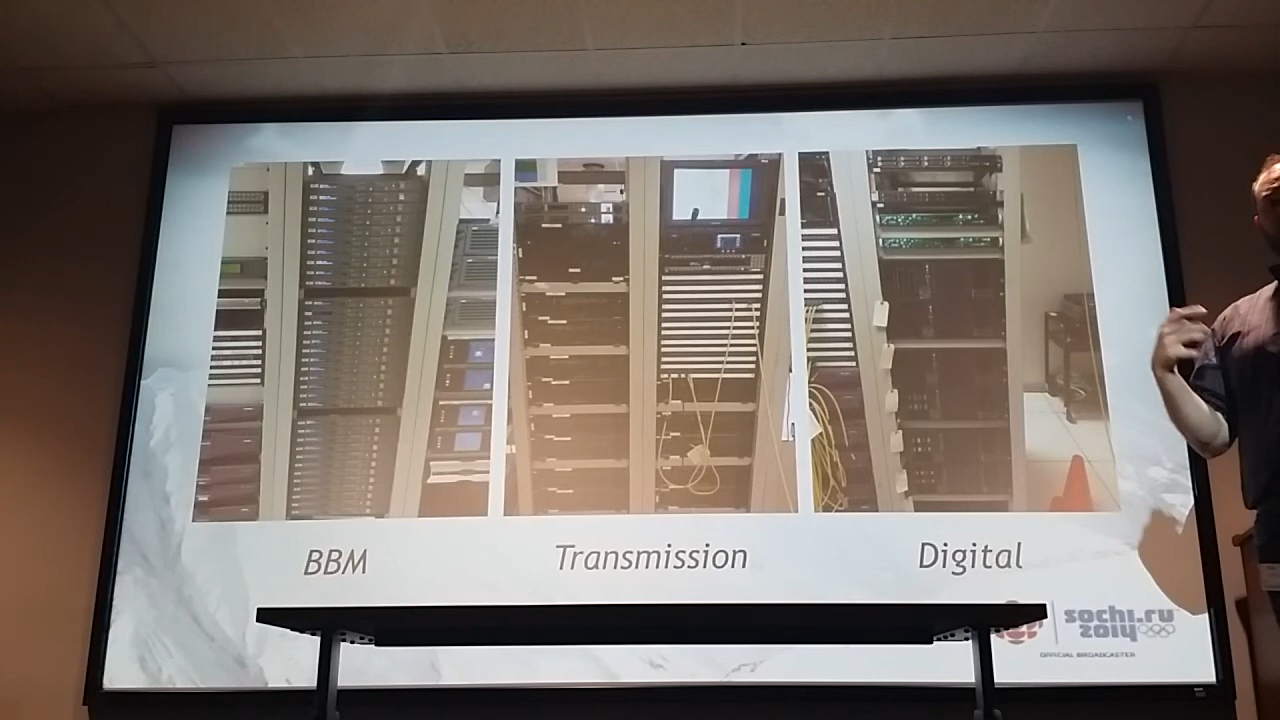 BBM
Transmission
Digital
sochi.ru
2014
OFFICIAL BROADCASTER